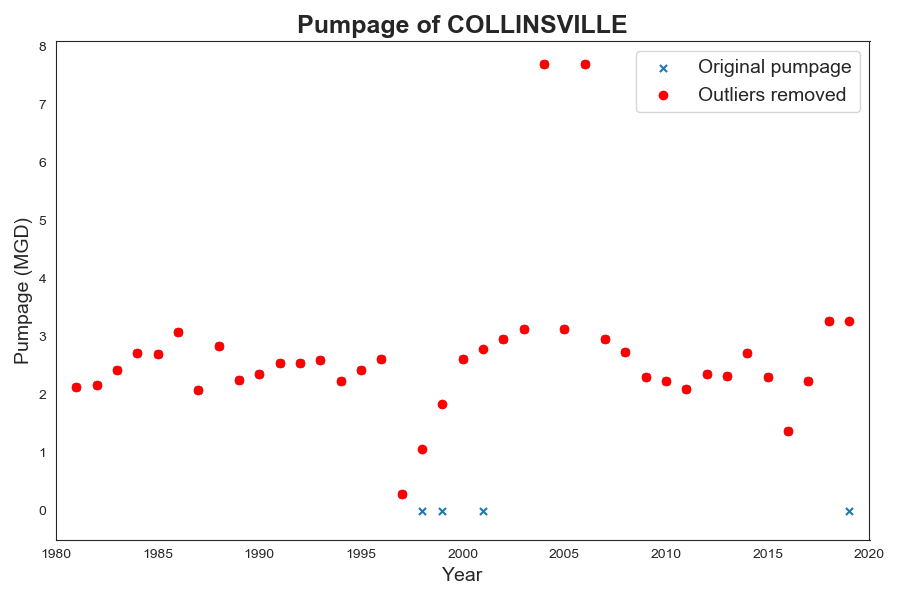 Pumpage of COLLINSVILLE
Original pumpage
Outliers removed
Pumpage (MGD)
8
7
6
5
4
3
2
1
0
1980 1985 1990 1995 2000 2005 2010 2015 2020
Year